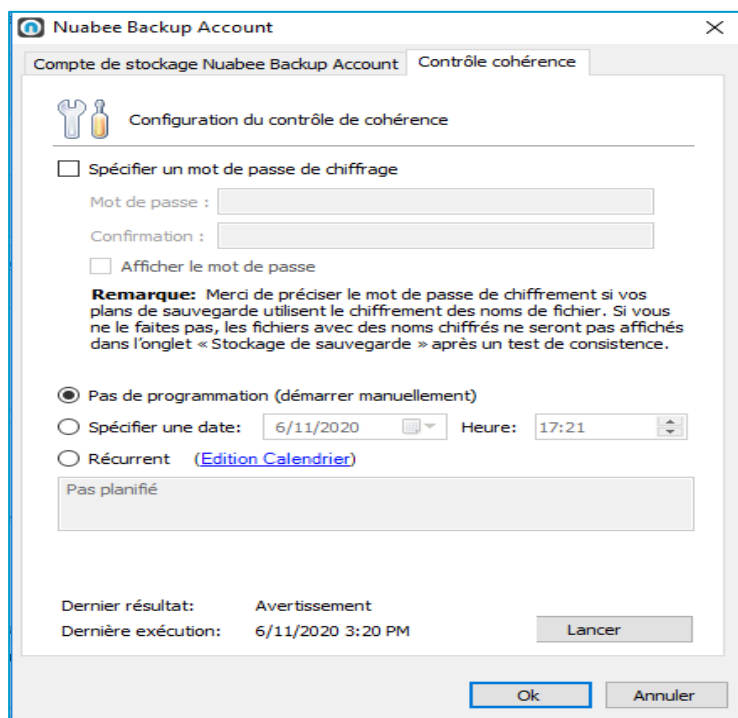 Nuabee Backup Account
Compte de stockage Nuabee Backup Account
Contrôle cohérence
Configuration du contrôle de cohérence
Spécifier un mot de passe de chiffrage
Mot de passe :
Confirmation :
Afficher le mot de passe
Remarque: Merci de préciser le mot de passe de chiffrement si vos
plans de sauvegarde utilisent le chiffrement des noms de fichier. Si vous
ne le faites pas, les fichiers avec des noms chiffrés ne seront pas affichés
dans l'onglet « Stockage de sauvegarde » après un test de consistence.
Pas de programmation (démarrer manuellement)
Spécifier une date: 6/11/2020 Heure: 17:21
Récurrent (Edition Calendrier)
Pas planifié
Dernier résultat: Avertissement
Dernière exécution: 6/11/2020 3:20 PM
Lancer
Ok
Annuler